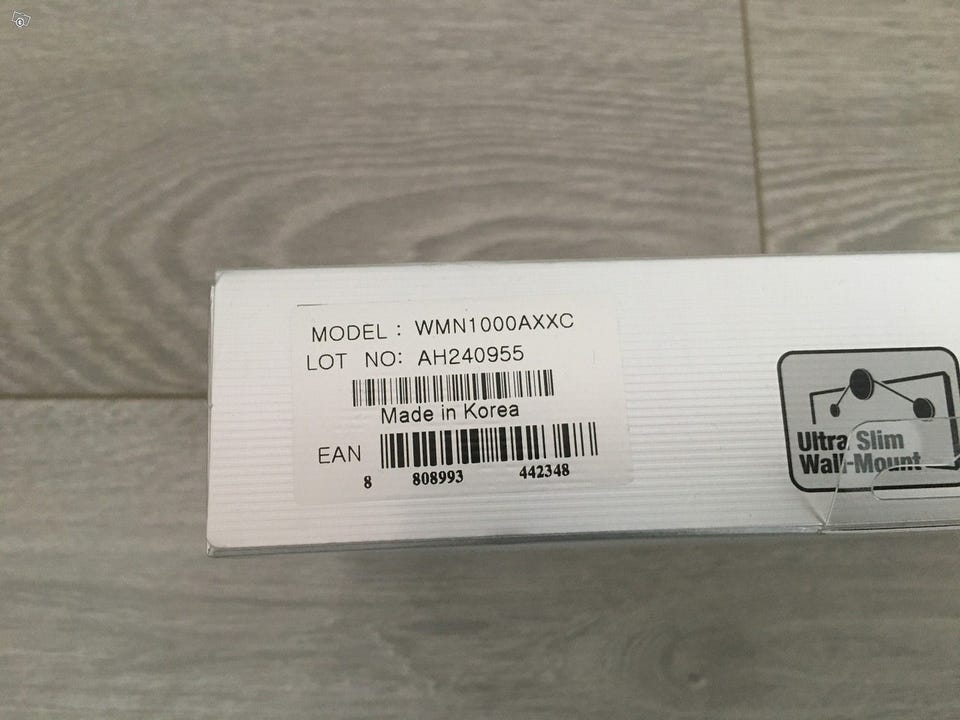 MODEL : WMN1000AXXC
LOT NO: AH240955
Made in Korea
EAN
8 808993 442348
Ultra Slim
Wall-Mount